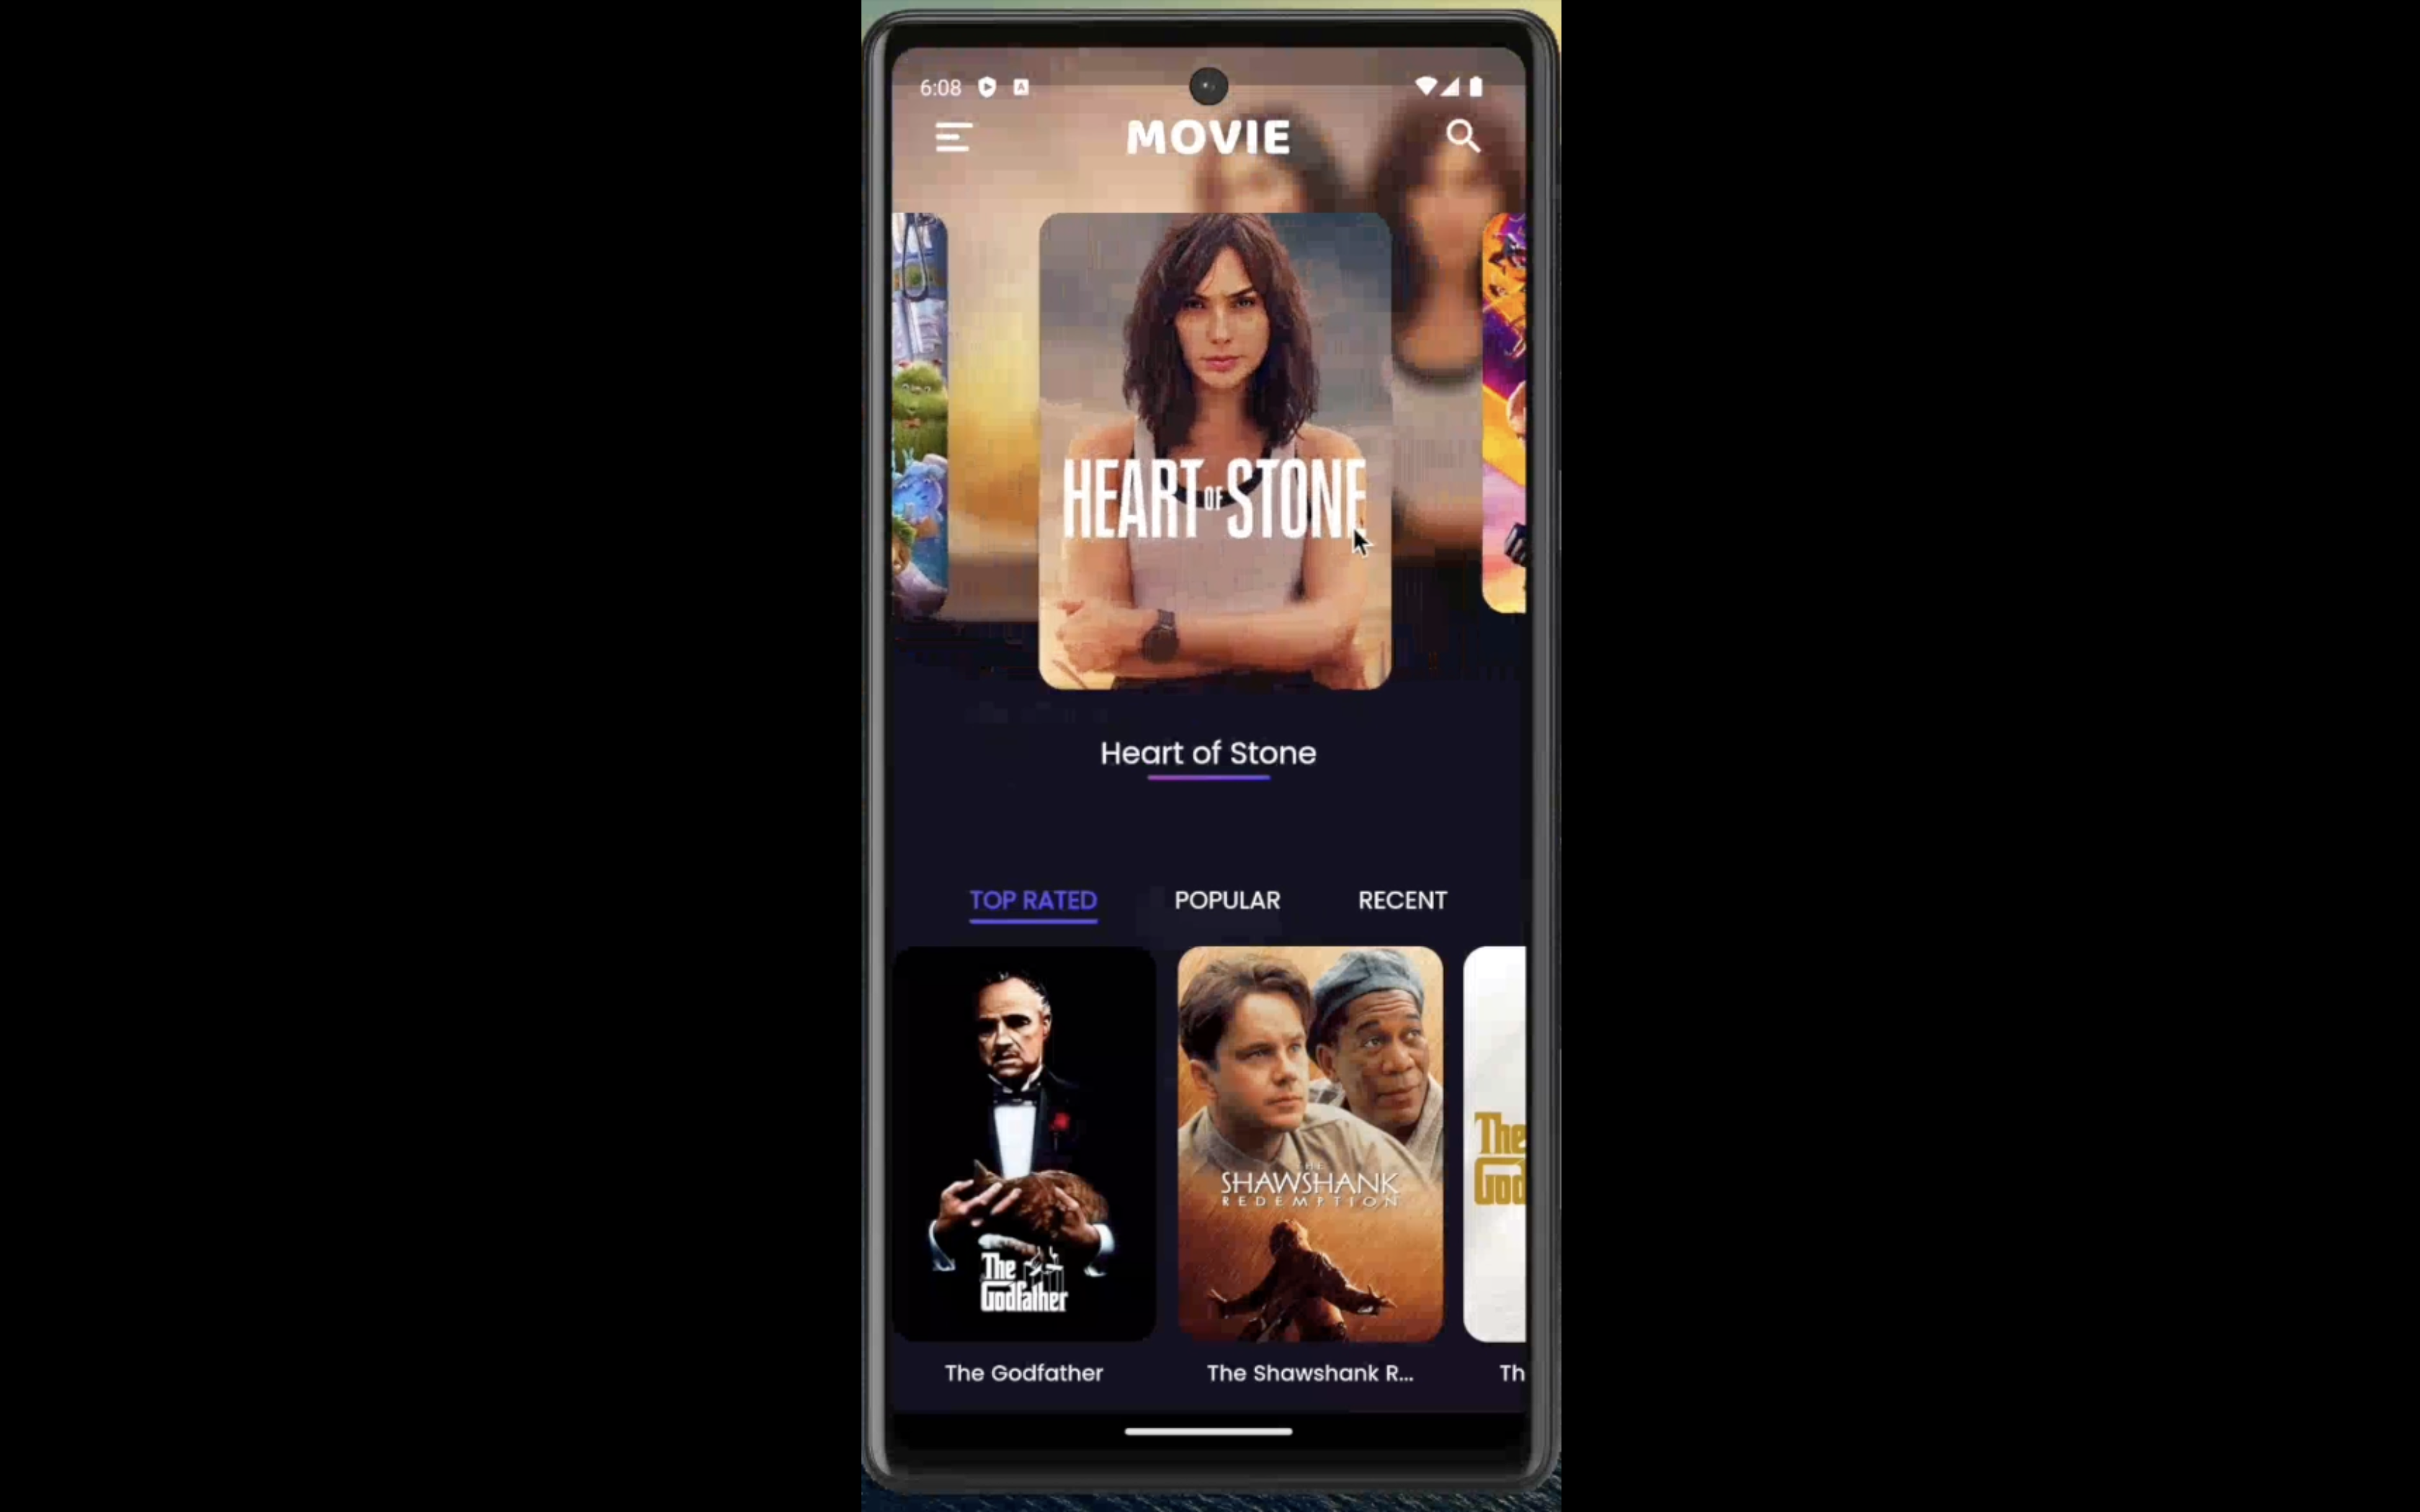 6:08
MOVIE
HEART OF STONE
Heart of Stone
TOP RATED POPULAR RECENT
The
Godfather
THE
SHAWSHANK
REDEMPTION
The
God
The Godfather The Shawshank R... Th